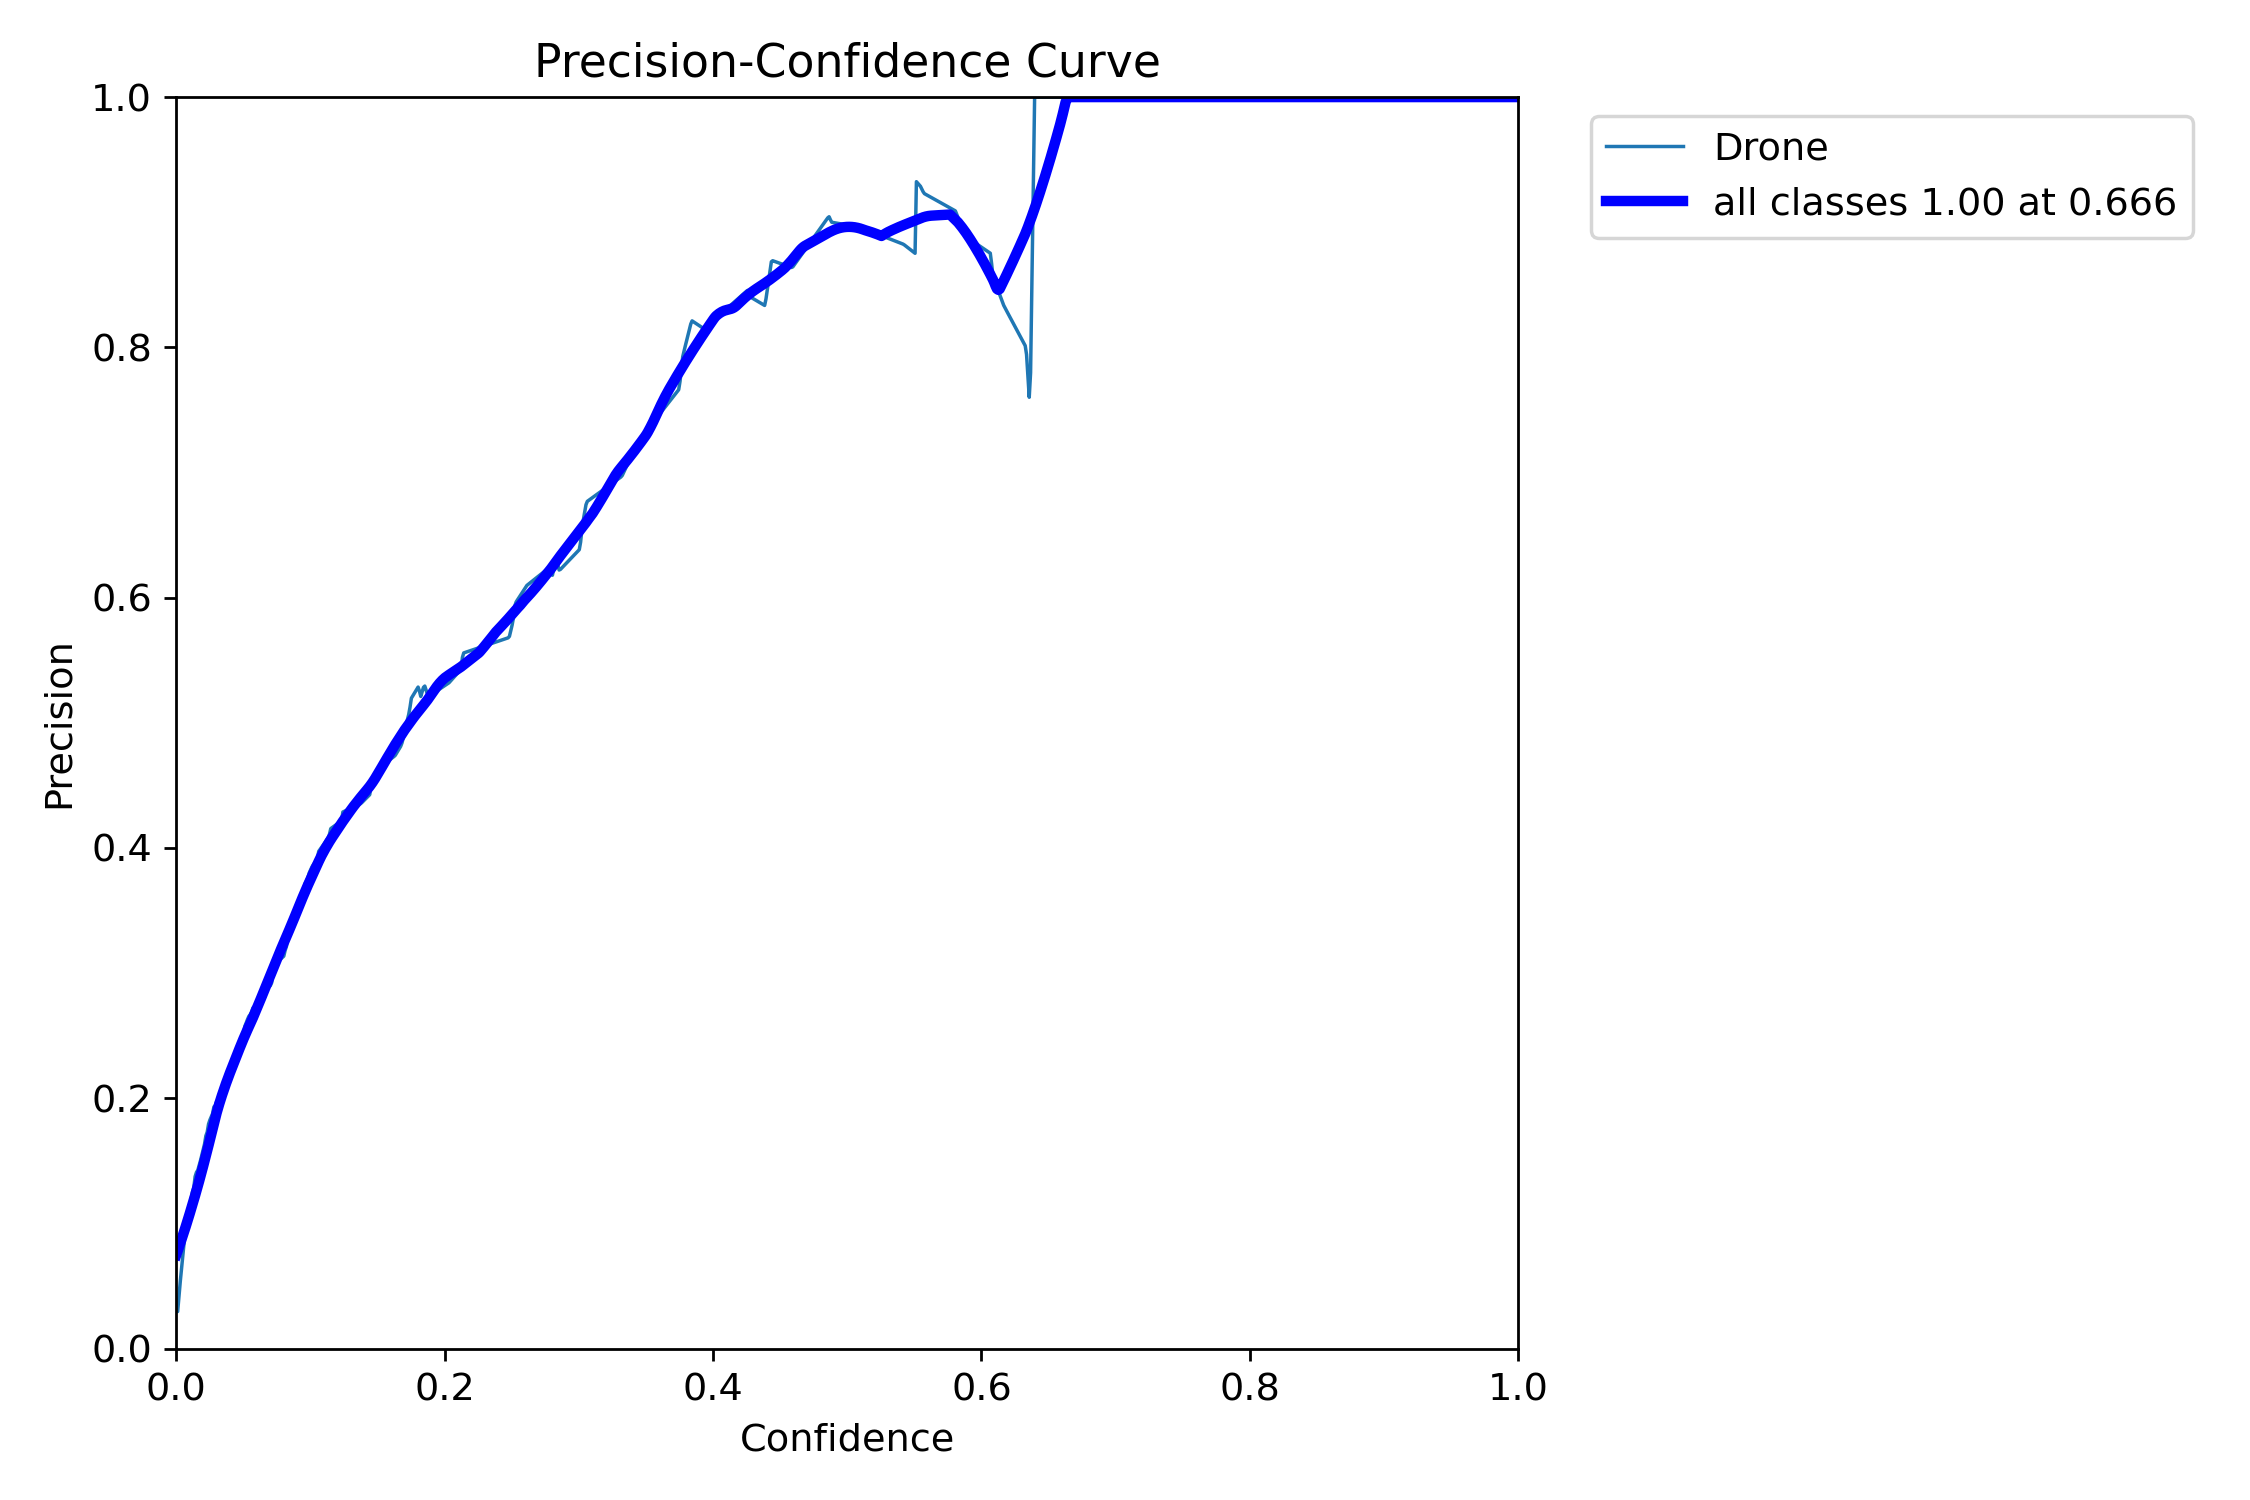 Precision-Confidence Curve
1.0
0.8
0.6
0.4
0.2
0.0
Precision
0.0 0.2 0.4 0.6 0.8 1.0
Confidence
Drone
all classes 1.00 at 0.666